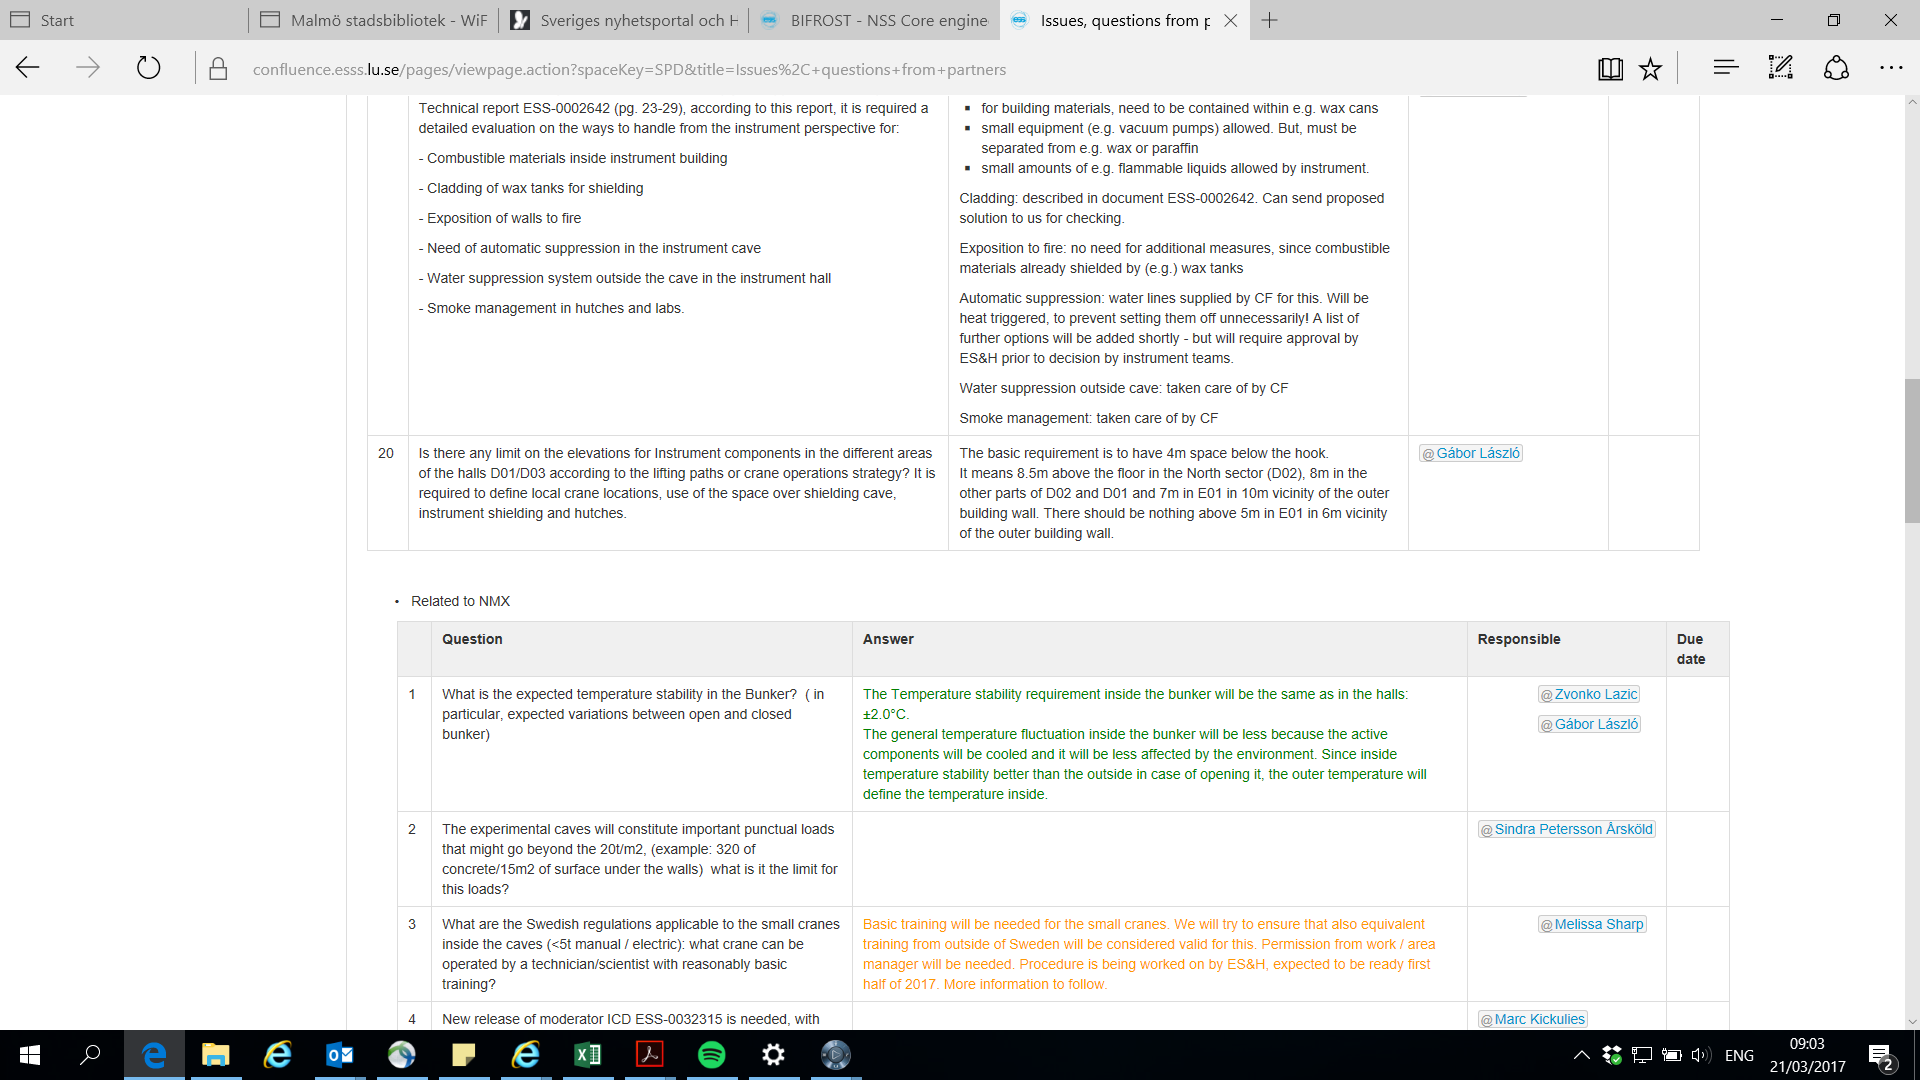 Start
Malmö stadsbibliotek - WiF
Sveriges nyhetsportal och H
BIFROST - NSS Core engine
Issues, questions from p
confluence.esss.lu.se/pages/viewpage.action?spaceKey=SPD&title=Issues%2C+questions+from+partners
Technical report ESS-0002642 (pg. 23-29), according to this report, it is required a
detailed evaluation on the ways to handle from the instrument perspective for:
- Combustible materials inside instrument building
- Cladding of wax tanks for shielding
- Exposition of walls to fire
- Need of automatic suppression in the instrument cave
- Water suppression system outside the cave in the instrument hall
- Smoke management in hutches and labs.
▪ for building materials, need to be contained within e.g. wax cans
▪ small equipment (e.g. vacuum pumps) allowed. But, must be
separated from e.g. wax or paraffin
▪ small amounts of e.g. flammable liquids allowed by instrument.
Cladding: described in document ESS-0002642. Can send proposed
solution to us for checking.
Exposition to fire: no need for additional measures, since combustible
materials already shielded by (e.g.) wax tanks
Automatic suppression: water lines supplied by CF for this. Will be
heat triggered, to prevent setting them off unnecessarily! A list of
further options will be added shortly - but will require approval by
ES&H prior to decision by instrument teams.
Water suppression outside cave: taken care of by CF
Smoke management: taken care of by CF
20
Is there any limit on the elevations for Instrument components in the different areas
of the halls D01/D03 according to the lifting paths or crane operations strategy? It is
required to define local crane locations, use of the space over shielding cave,
instrument shielding and hutches.
The basic requirement is to have 4m space below the hook.
It means 8.5m above the floor in the North sector (D02), 8m in the
other parts of D02 and D01 and 7m in E01 in 10m vicinity of the outer
building wall. There should be nothing above 5m in E01 in 6m vicinity
of the outer building wall.
@Gábor László
• Related to NMX
Question
Answer
Responsible
Due
date
1
What is the expected temperature stability in the Bunker? ( in
particular, expected variations between open and closed
bunker)
The Temperature stability requirement inside the bunker will be the same as in the halls:
±2.0°C.
The general temperature fluctuation inside the bunker will be less because the active
components will be cooled and it will be less affected by the environment. Since inside
temperature stability better than the outside in case of opening it, the outer temperature will
define the temperature inside.
@Zvonko Lazic
@Gábor László
2
The experimental caves will constitute important punctual loads
that might go beyond the 20t/m2, (example: 320 of
concrete/15m2 of surface under the walls) what is it the limit for
this loads?
@Sindra Petersson Årsköld
3
What are the Swedish regulations applicable to the small cranes
inside the caves (<5t manual / electric): what crane can be
operated by a technician/scientist with reasonably basic
training?
Basic training will be needed for the small cranes. We will try to ensure that also equivalent
training from outside of Sweden will be considered valid for this. Permission from work / area
manager will be needed. Procedure is being worked on by ES&H, expected to be ready first
half of 2017. More information to follow.
@Melissa Sharp
4
New release of moderator ICD ESS-0032315 is needed, with
@Marc Kickulies
ENG
09:03
21/03/2017
2